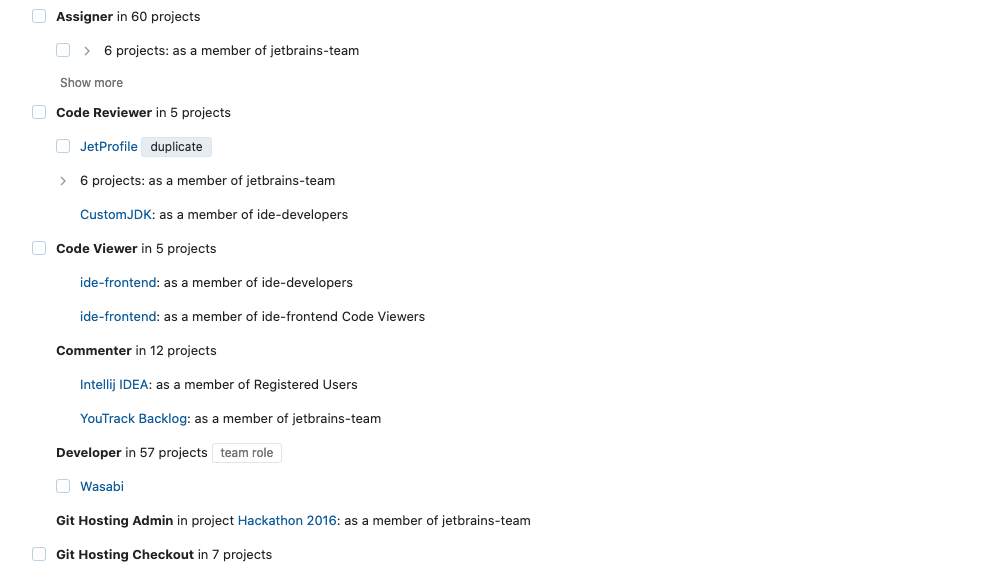 Assigner in 60 projects
6 projects: as a member of jetbrains-team
Show more
Code Reviewer in 5 projects
JetProfile duplicate
6 projects: as a member of jetbrains-team
CustomJDK: as a member of ide-developers
Code Viewer in 5 projects
ide-frontend: as a member of ide-developers
ide-frontend: as a member of ide-frontend Code Viewers
Commenter in 12 projects
Intellij IDEA: as a member of Registered Users
YouTrack Backlog: as a member of jetbrains-team
Developer in 57 projects team role
Wasabi
Git Hosting Admin in project Hackathon 2016: as a member of jetbrains-team
Git Hosting Checkout in 7 projects